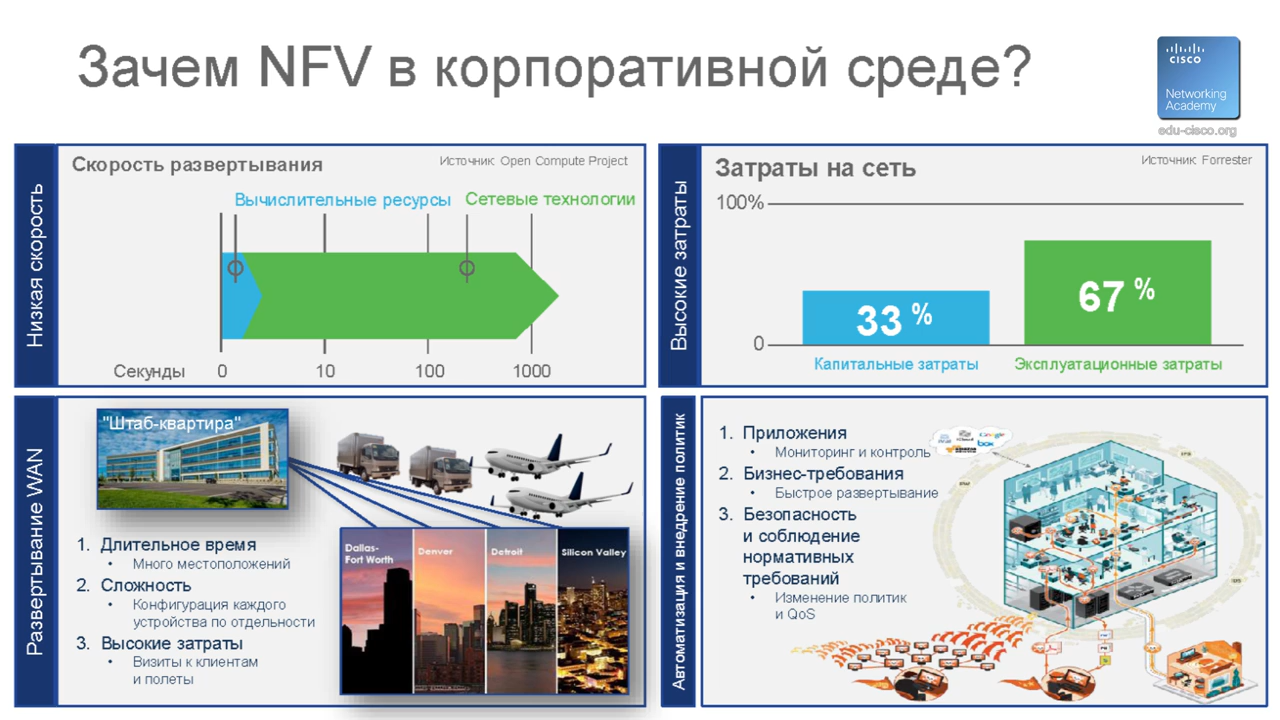 Зачем NFV в корпоративной среде?
CISCO
Networking
Academy
edu-cisco.org
Низкая скорость
Скорость развертывания
Источник: Open Compute Project
Вычислительные ресурсы
Сетевые технологии
Секунды 0 10 100 1000
Высокие затраты
Затраты на сеть
Источник: Forrester
100%
33 %
67 %
0
Капитальные затраты
Эксплуатационные затраты
Развертывание WAN
"Штаб-квартира"
Dallas-
Fort Worth
Denver
Detroit
Silicon Valley
1. Длительное время
• Много местоположений
2. Сложность
• Конфигурация каждого
устройства по отдельности
3. Высокие затраты
• Визиты к клиентам
и полеты
Автоматизация и внедрение политик
1. Приложения
• Мониторинг и контроль
2. Бизнес-требования
• Быстрое развертывание
3. Безопасность
и соблюдение
нормативных
требований
• Изменение политик
и QoS
Google
box